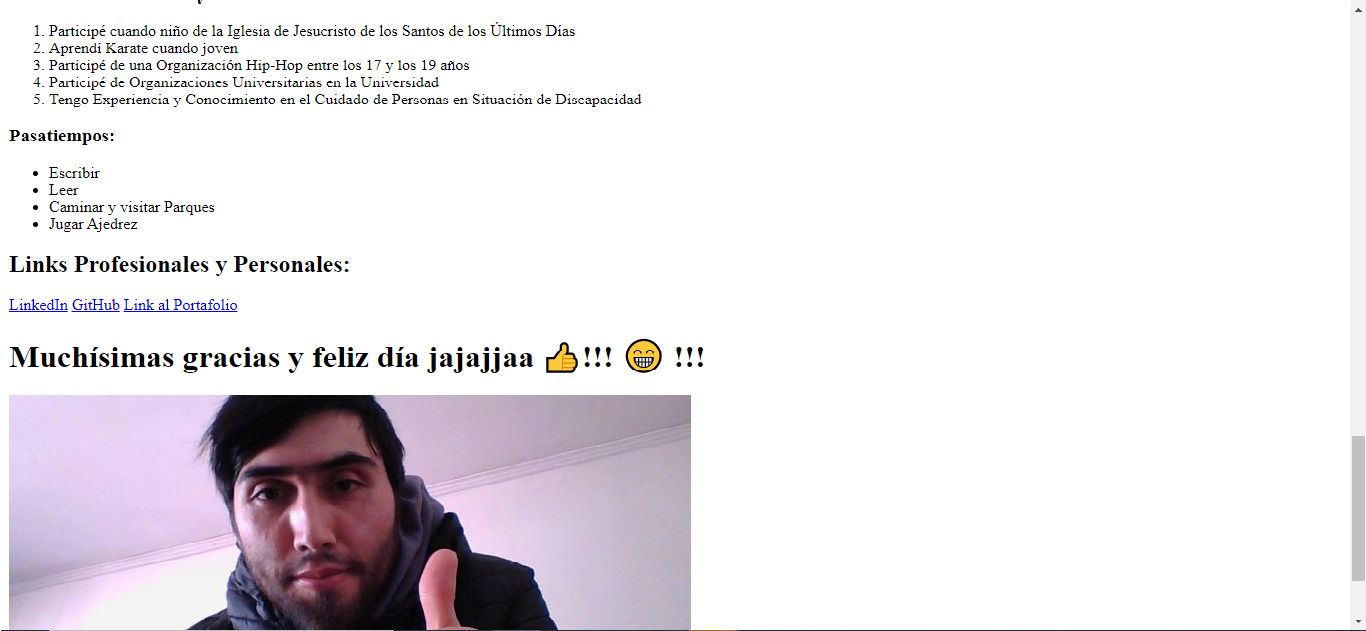 1. Participé cuando niño de la Iglesia de Jesucristo de los Santos de los Últimos Días
2. Aprendí Karate cuando joven
3. Participé de una Organización Hip-Hop entre los 17 y los 19 años
4. Participé de Organizaciones Universitarias en la Universidad
5. Tengo Experiencia y Conocimiento en el Cuidado de Personas en Situación de Discapacidad
Pasatiempos:
• Escribir
• Leer
• Caminar y visitar Parques
• Jugar Ajedrez
Links Profesionales y Personales:
LinkedIn GitHub Link al Portafolio
Muchísimas gracias y feliz día jajajjaa 👍!!! 😁 !!!